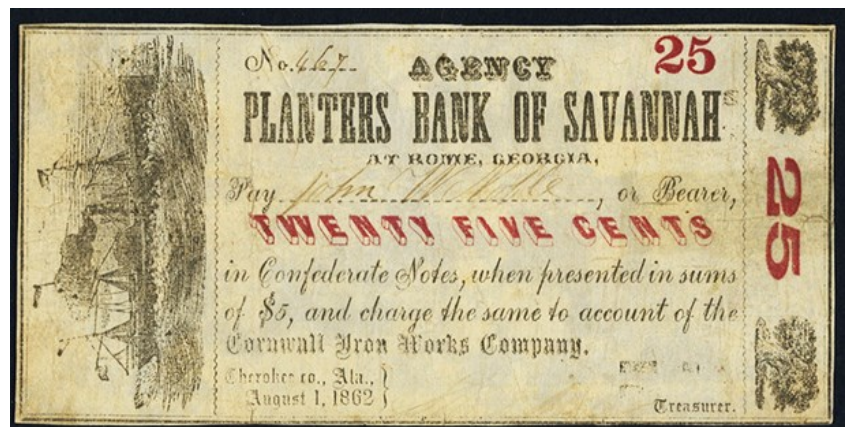 No. 467
AGENCY
25
PLANTERS BANK OF SAVANNAH
AT ROME, GEORGIA,
Pay John, or Bearer,
TWENTY FIVE CENTS
in Confederate Notes, when presented in sums
of $5, and charge the same to account of the
Cornwall Iron Works Company.
Cherokee co., Ala.,
August 1, 1862
Treasurer.
25